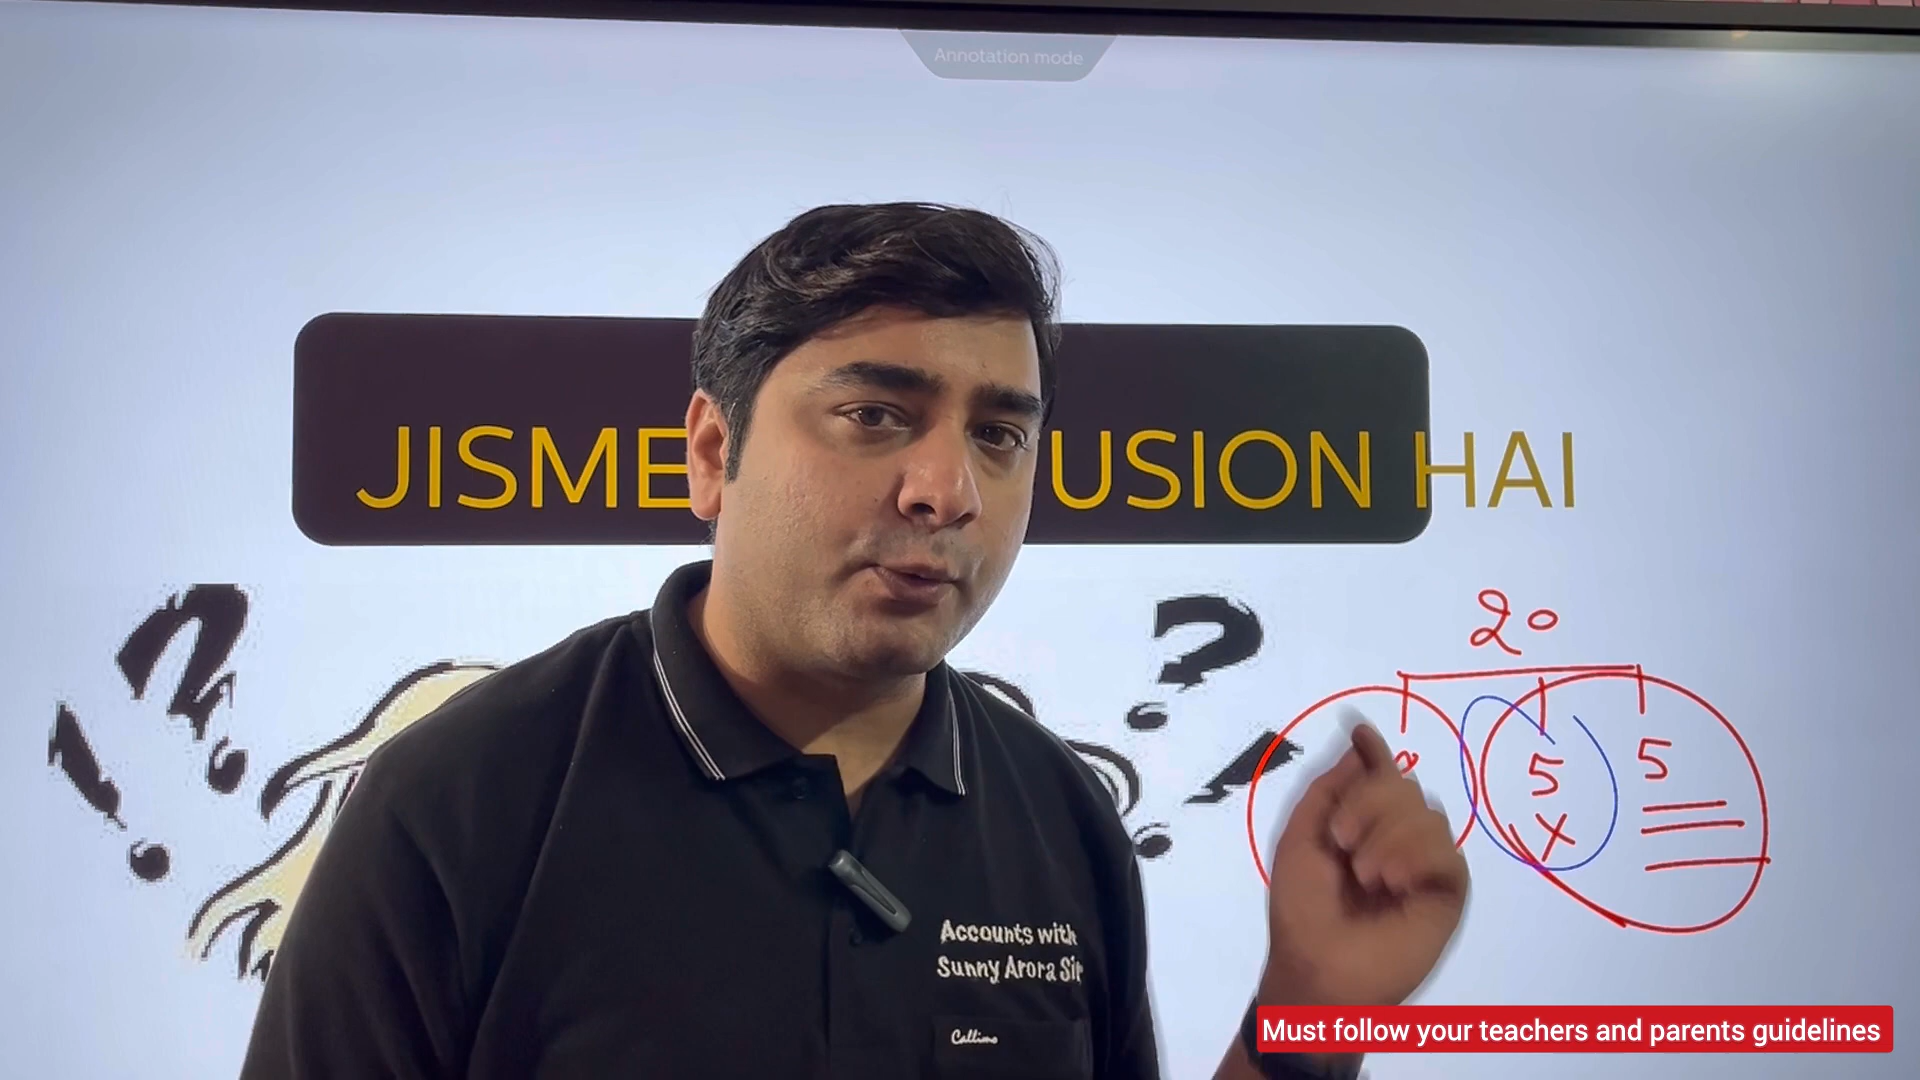 Annotation mode
JISME USION HAI
20
5 5
X
Accounts with
Sunny Arora Sir
Callimo
Must follow your teachers and parents guidelines